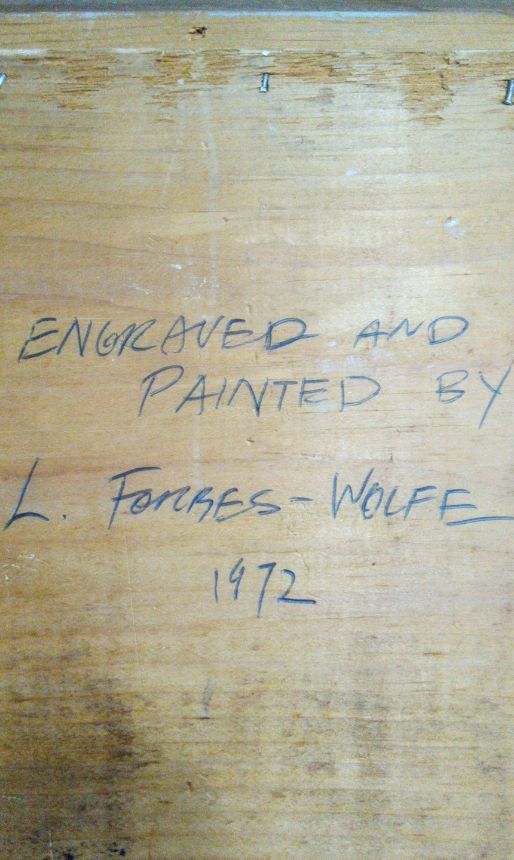 ENGRAVED AND
PAINTED BY
L. FORBES-WOLFE
1972